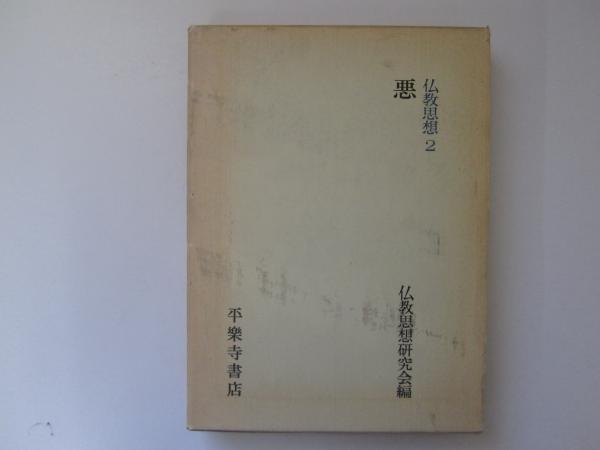 仏教思想 2
悪
仏教思想研究会編
平樂寺書店